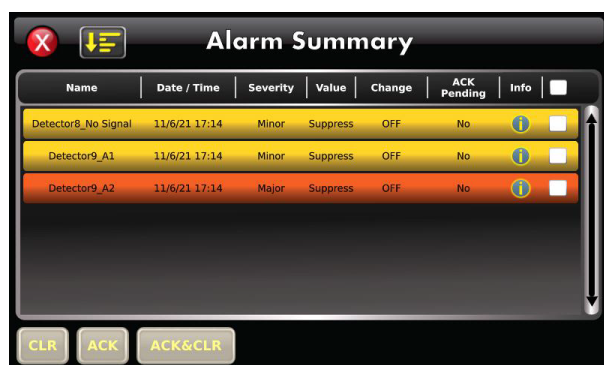 Alarm Summary
Name Date / Time Severity Value Change ACK Pending Info
Detector8_No Signal 11/6/21 17:14 Minor Suppress OFF No i
Detector9_A1 11/6/21 17:14 Minor Suppress OFF No i
Detector9_A2 11/6/21 17:14 Major Suppress OFF No i
CLR ACK ACK&CLR